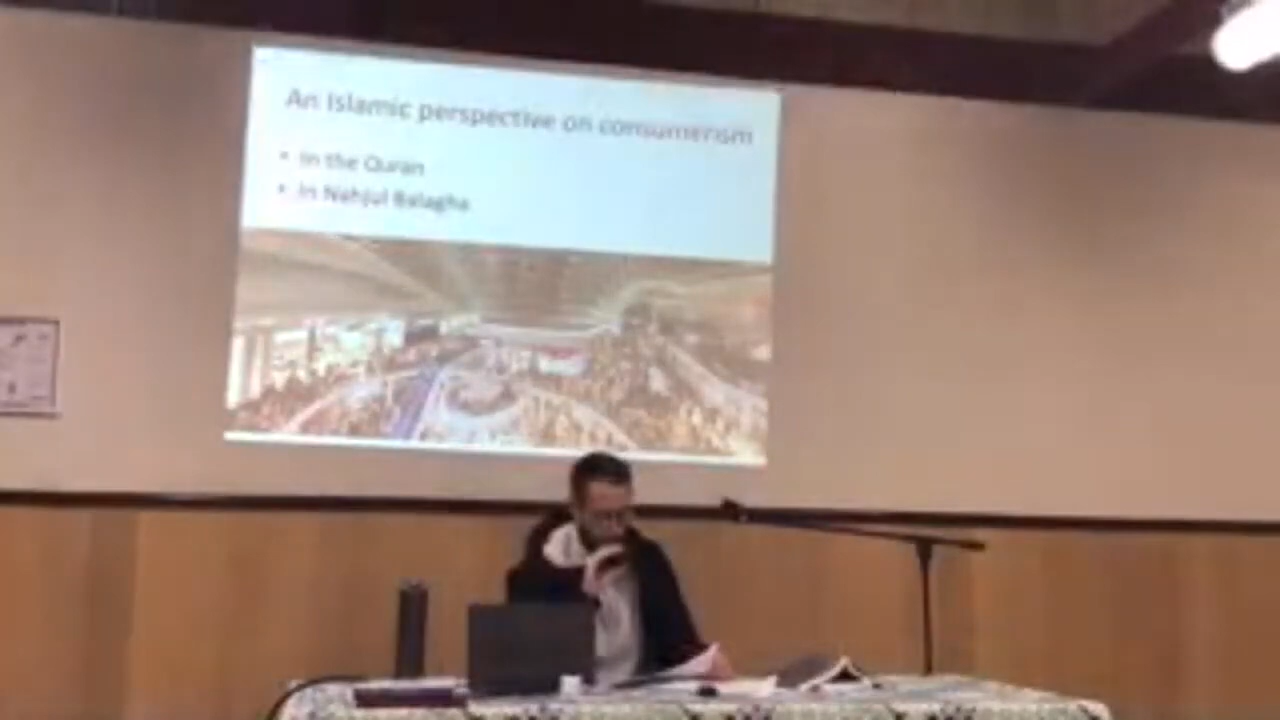 An Islamic perspective on consumerism
• In the Quran
• In Nahjul Balagha